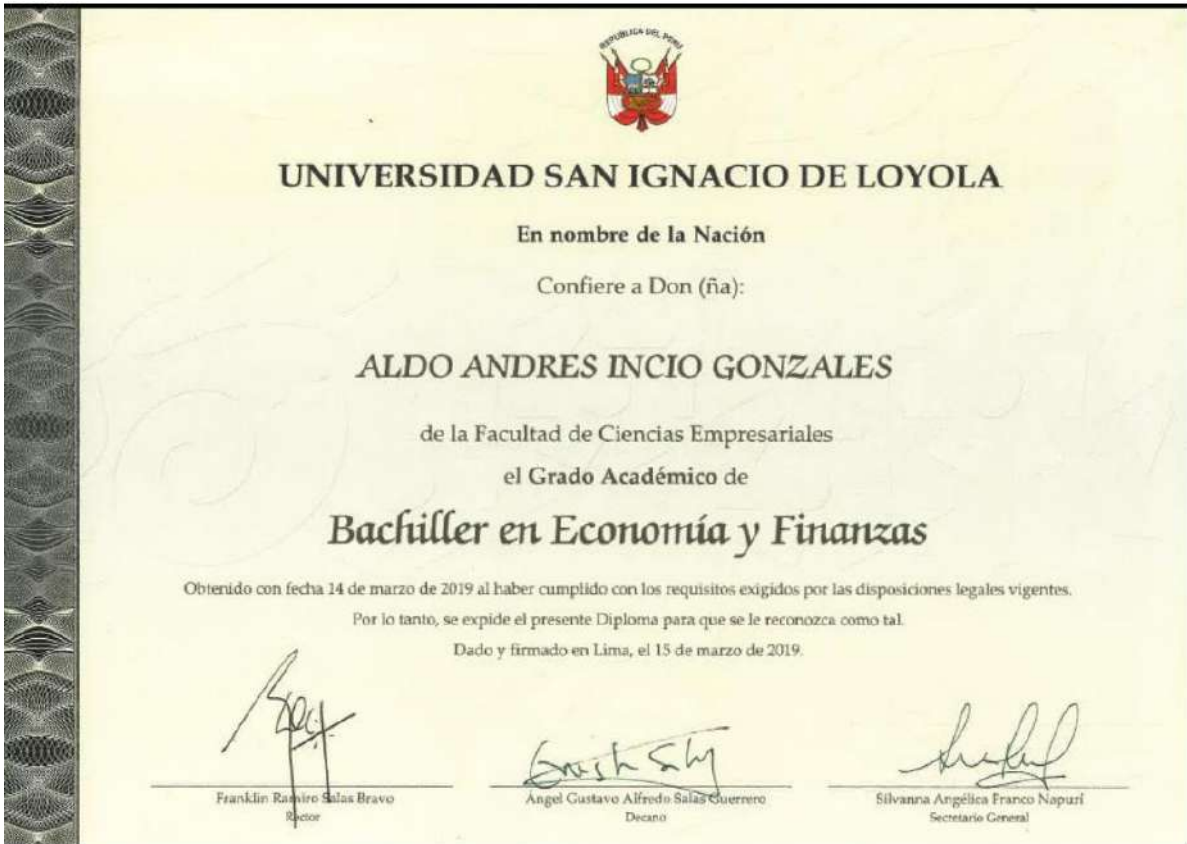 REPÚBLICA DEL PERÚ
UNIVERSIDAD SAN IGNACIO DE LOYOLA
En nombre de la Nación
Confiere a Don (ña):
ALDO ANDRES INCIO GONZALES
de la Facultad de Ciencias Empresariales
el Grado Académico de
Bachiller en Economía y Finanzas
Obtenido con fecha 14 de marzo de 2019 al haber cumplido con los requisitos exigidos por las disposiciones legales vigentes.
Por lo tanto, se expide el presente Diploma para que se le reconozca como tal.
Dado y firmado en Lima, el 15 de marzo de 2019.
Franklin Ramiro Salas Bravo
Rector
Angel Gustavo Alfredo Salas Guerrero
Decano
Silvanna Angélica Franco Napurí
Secretario General